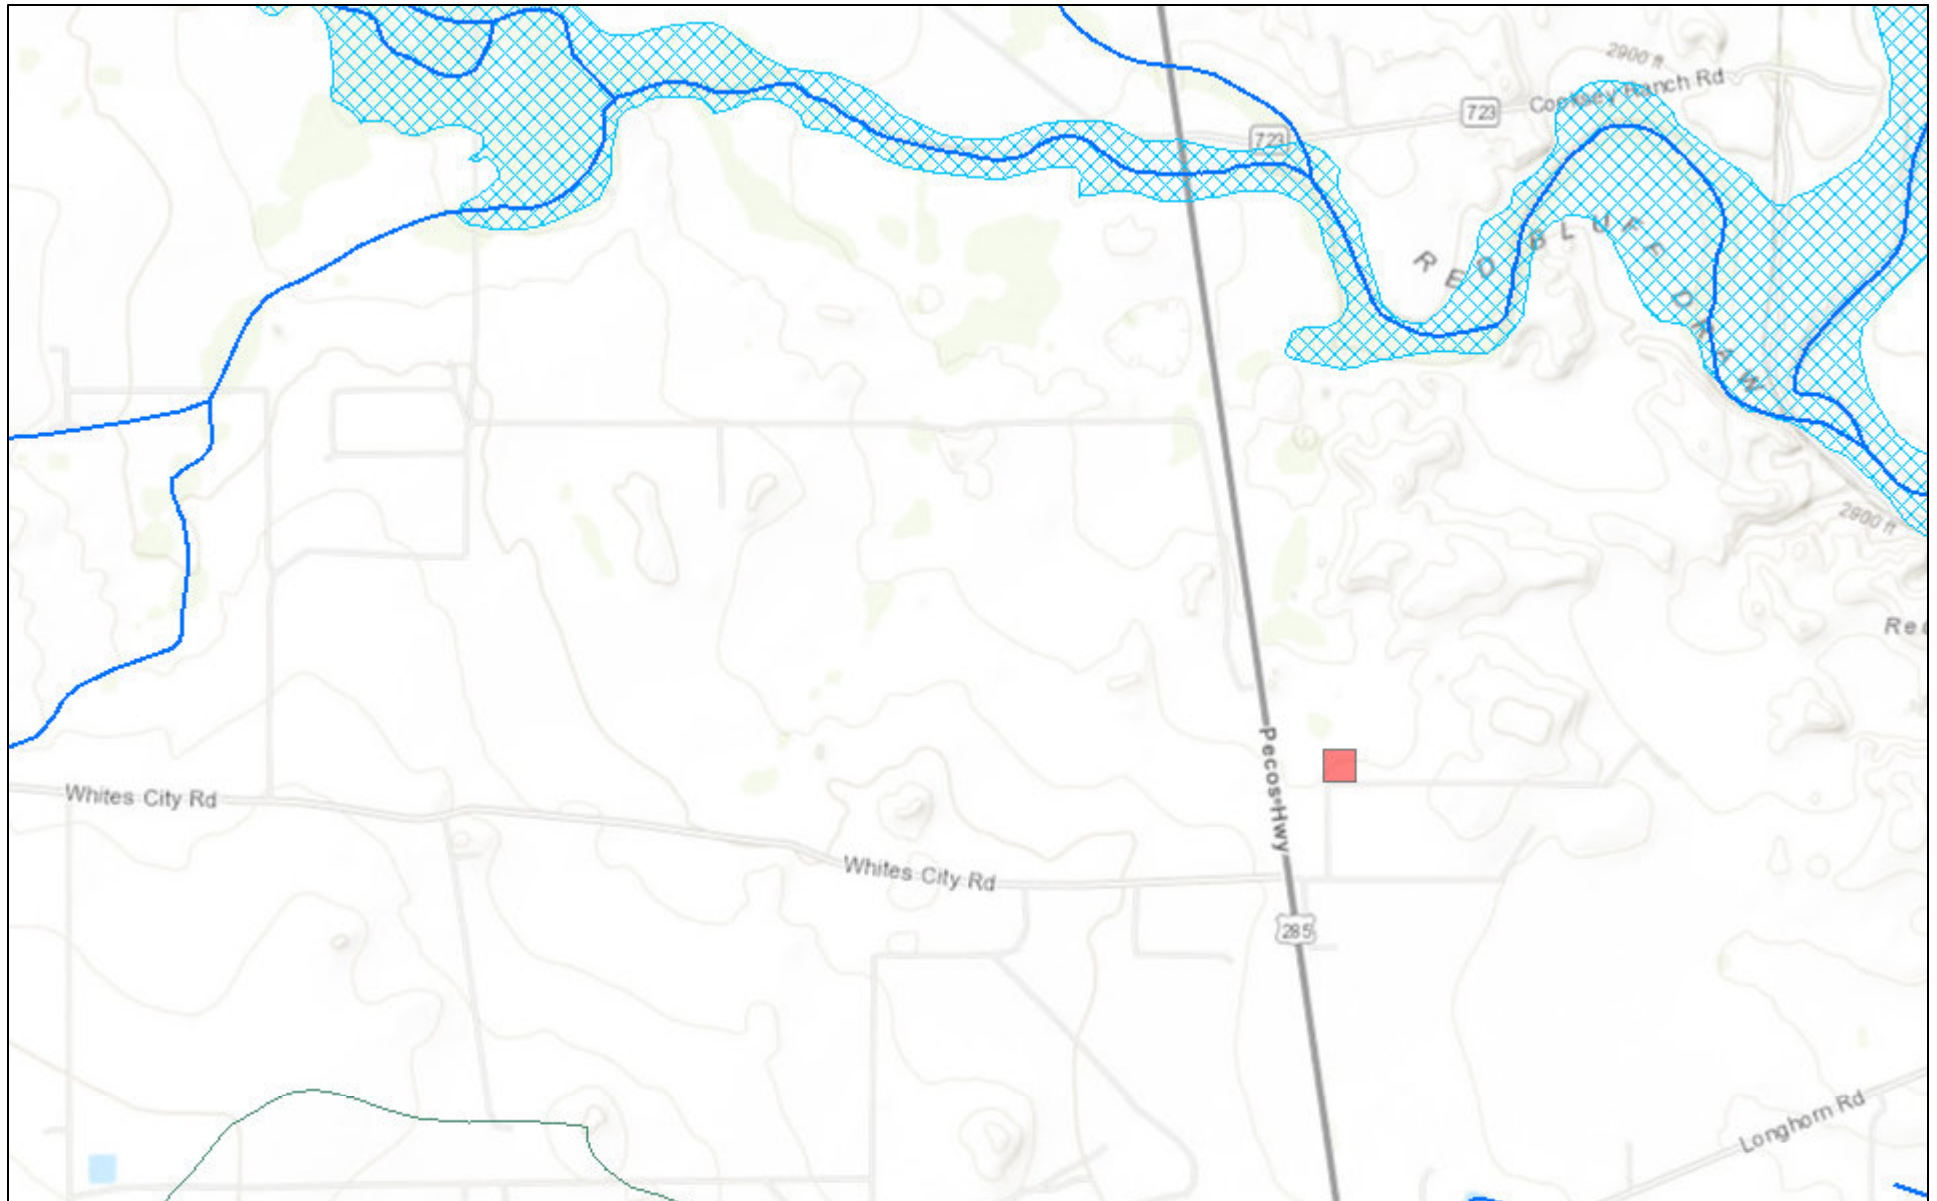 2900 ft
Cooksey Ranch Rd
723
723
RED BLUFF DRAW
2900 ft
Pecos Hwy
Whites City Rd
Whites City Rd
285
Longhorn Rd